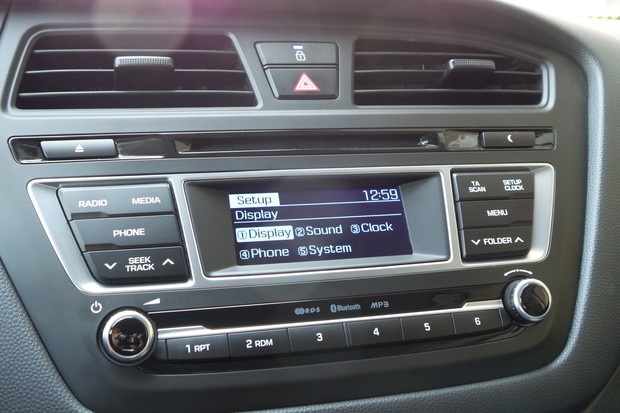 RADIO MEDIA
PHONE
SEEK
TRACK
Setup 12:59
Display
①Display ②Sound ③Clock
④Phone ⑤System
TA SETUP
SCAN CLOCK
MENU
FOLDER
R·D·S Bluetooth MP3
1 RPT 2 RDM 3 4 5 6